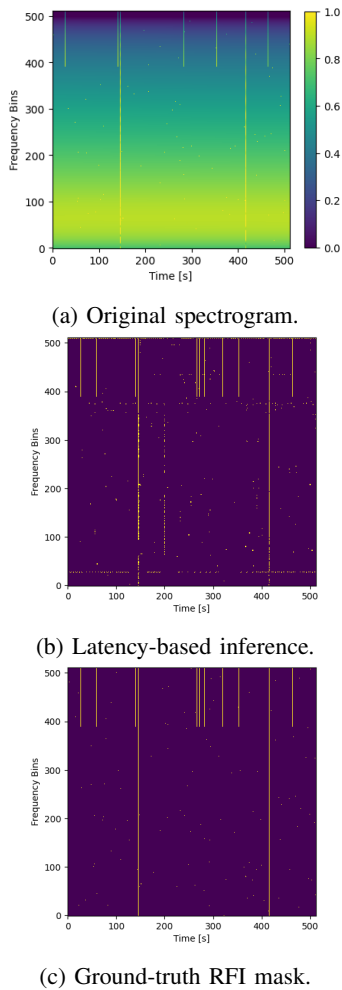 500
400
300
200
100
0
Frequency Bins
0 100 200 300 400 500
Time [s]
1.0
0.8
0.6
0.4
0.2
0.0
(a) Original spectrogram.
500
400
300
200
100
0
Frequency Bins
0 100 200 300 400 500
Time [s]
(b) Latency-based inference.
500
400
300
200
100
0
Frequency Bins
0 100 200 300 400 500
Time [s]
(c) Ground-truth RFI mask.